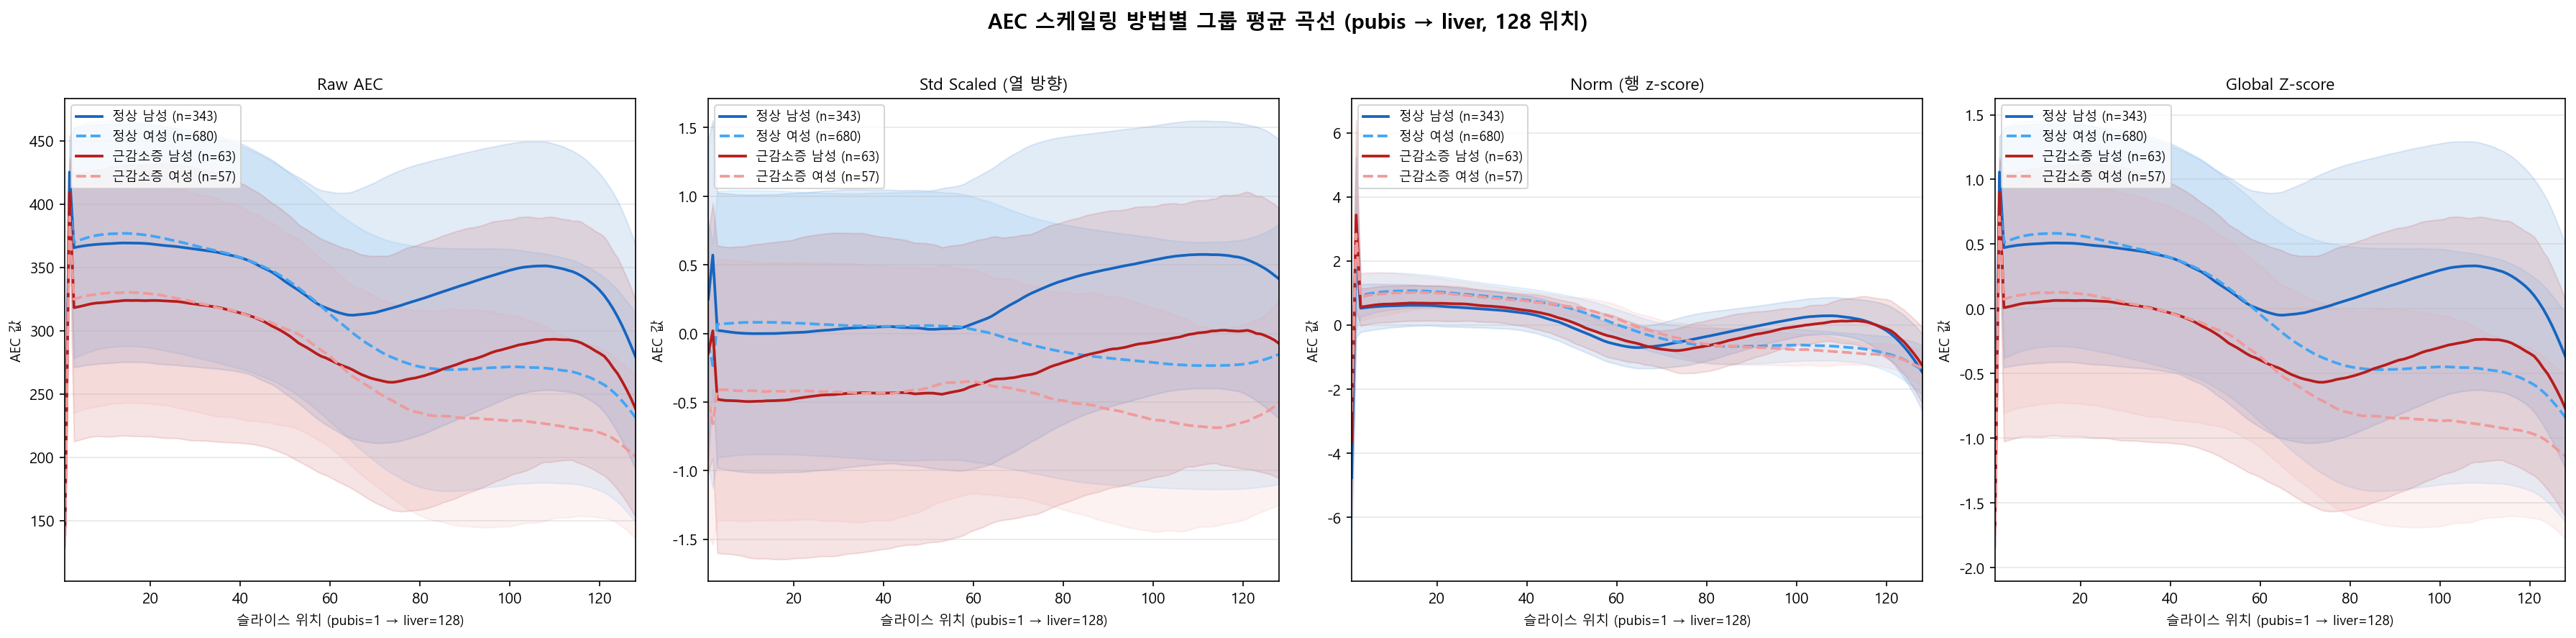 AEC 스케일링 방법별 그룹 평균 곡선 (pubis → liver, 128 위치)
Raw AEC
정상 남성 (n=343)
정상 여성 (n=680)
근감소증 남성 (n=63)
근감소증 여성 (n=57)
450
400
350
300
250
200
150
AEC 값
20 40 60 80 100 120
슬라이스 위치 (pubis=1 → liver=128)
Std Scaled (열 방향)
정상 남성 (n=343)
정상 여성 (n=680)
근감소증 남성 (n=63)
근감소증 여성 (n=57)
1.5
1.0
0.5
0.0
-0.5
-1.0
-1.5
AEC 값
20 40 60 80 100 120
슬라이스 위치 (pubis=1 → liver=128)
Norm (행 z-score)
정상 남성 (n=343)
정상 여성 (n=680)
근감소증 남성 (n=63)
근감소증 여성 (n=57)
6
4
2
0
-2
-4
-6
AEC 값
20 40 60 80 100 120
슬라이스 위치 (pubis=1 → liver=128)
Global Z-score
정상 남성 (n=343)
정상 여성 (n=680)
근감소증 남성 (n=63)
근감소증 여성 (n=57)
1.5
1.0
0.5
0.0
-0.5
-1.0
-1.5
-2.0
AEC 값
20 40 60 80 100 120
슬라이스 위치 (pubis=1 → liver=128)